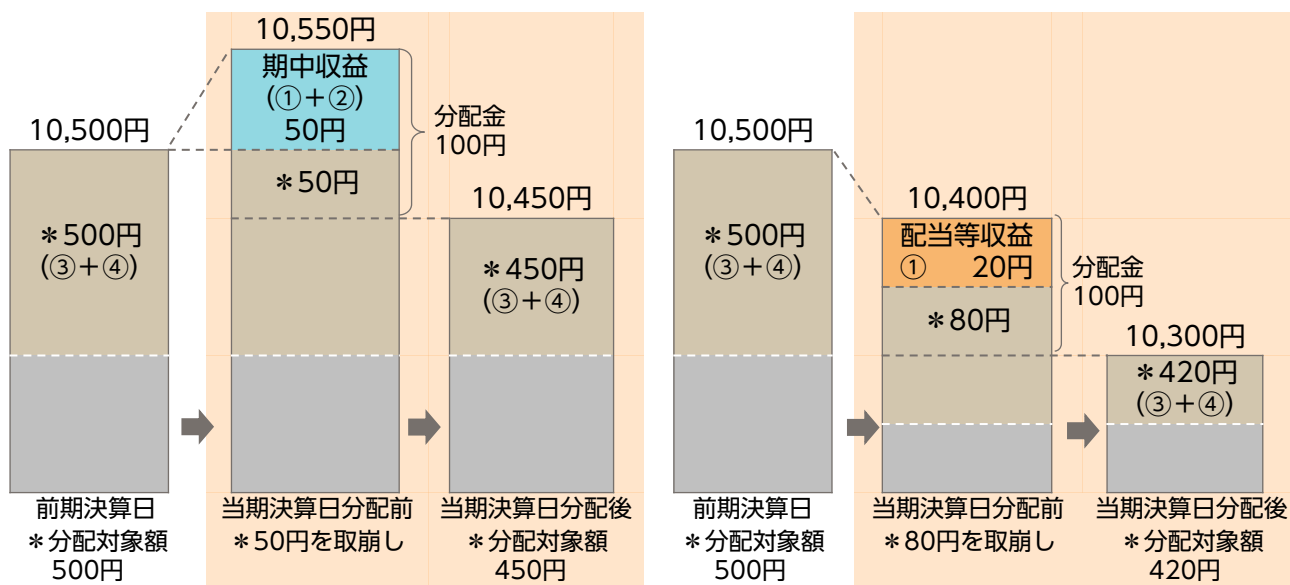 10,500円
＊500円
(③＋④)
前期決算日
＊分配対象額
500円
10,550円
期中収益
(①＋②)
50円
＊50円
分配金
100円
当期決算日分配前
＊50円を取崩し
10,450円
＊450円
(③＋④)
当期決算日分配後
＊分配対象額
450円
10,500円
＊500円
(③＋④)
前期決算日
＊分配対象額
500円
10,400円
配当等収益
①　20円
＊80円
分配金
100円
当期決算日分配前
＊80円を取崩し
10,300円
＊420円
(③＋④)
当期決算日分配後
＊分配対象額
420円